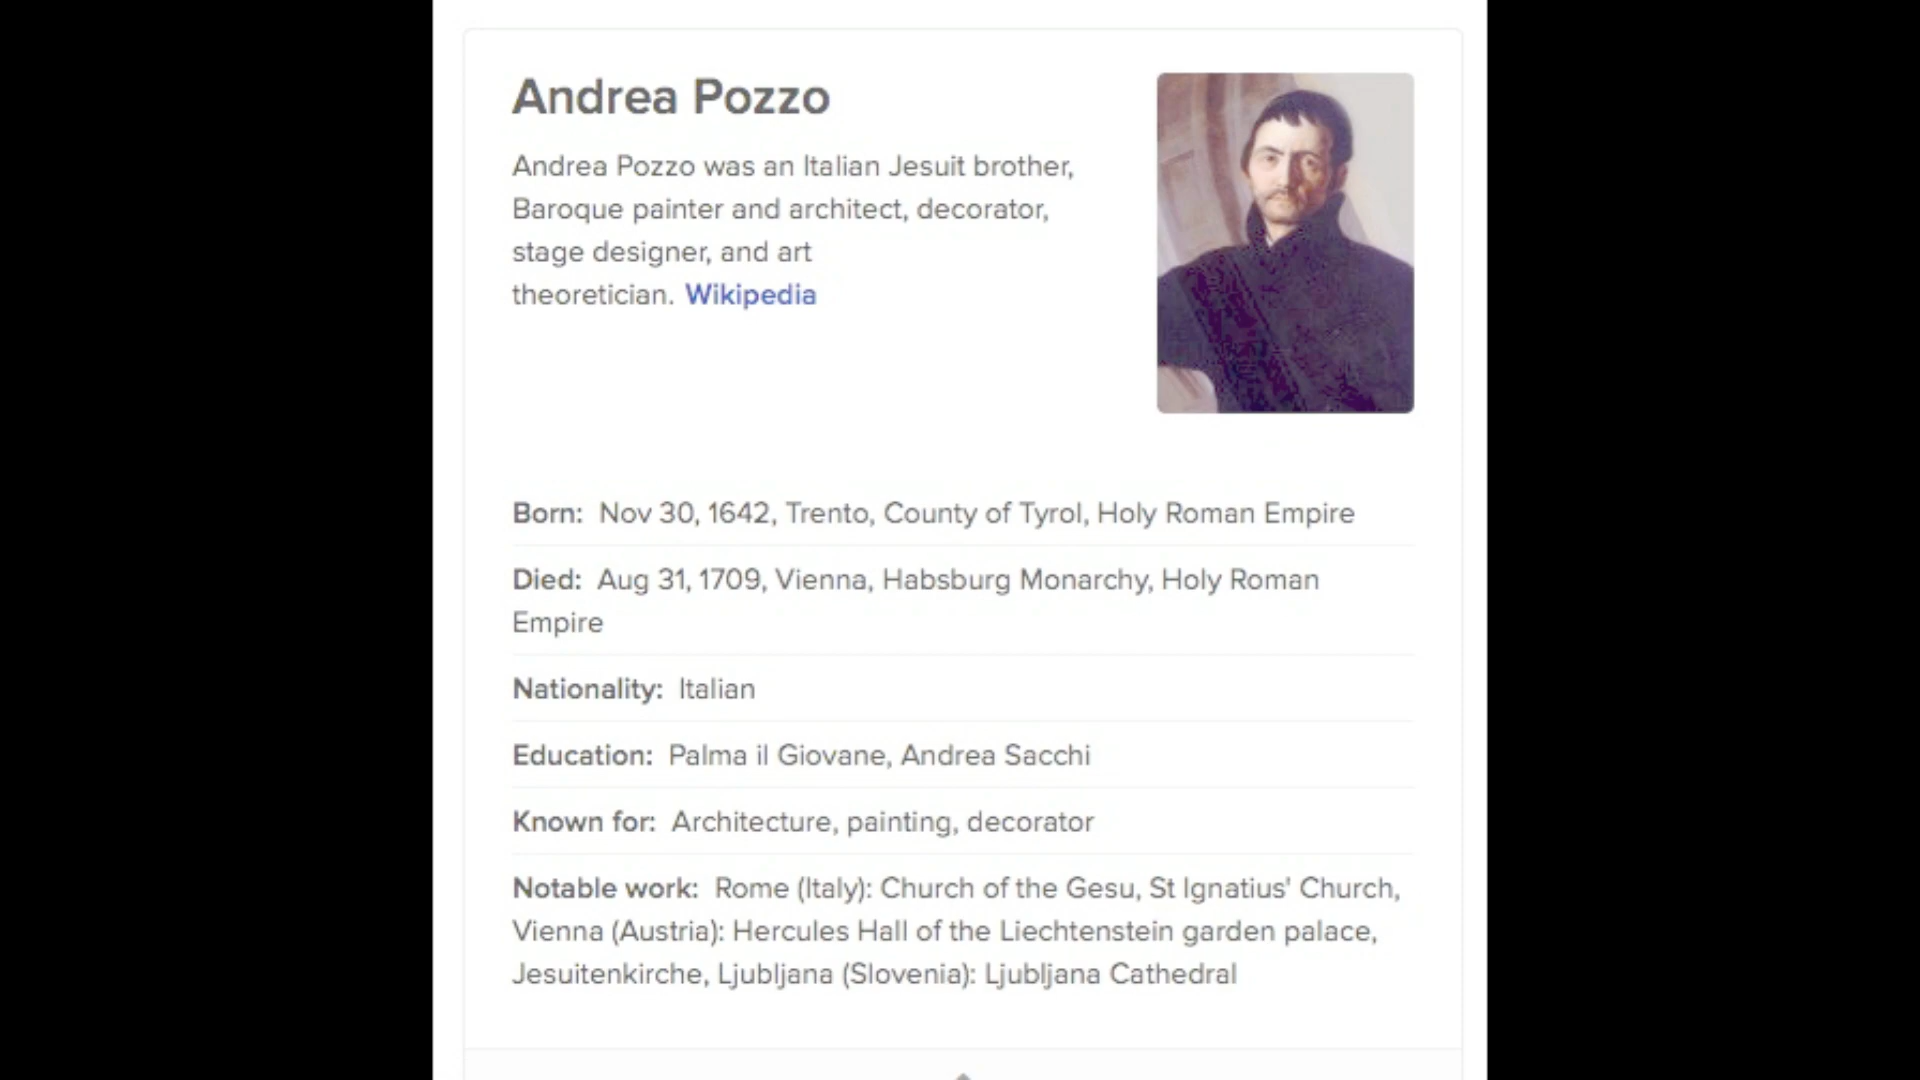 Andrea Pozzo
Andrea Pozzo was an Italian Jesuit brother,
Baroque painter and architect, decorator,
stage designer, and art
theoretician. Wikipedia
Born: Nov 30, 1642, Trento, County of Tyrol, Holy Roman Empire
Died: Aug 31, 1709, Vienna, Habsburg Monarchy, Holy Roman
Empire
Nationality: Italian
Education: Palma il Giovane, Andrea Sacchi
Known for: Architecture, painting, decorator
Notable work: Rome (Italy): Church of the Gesu, St Ignatius' Church,
Vienna (Austria): Hercules Hall of the Liechtenstein garden palace,
Jesuitenkirche, Ljubljana (Slovenia): Ljubljana Cathedral